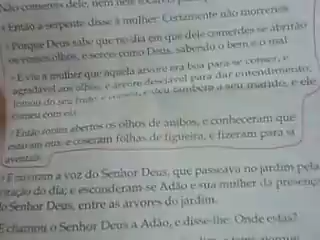 Não comereis dele, nem nele
Então a serpente disse à mulher: Certamente não morrereis.
Porque Deus sabe que no dia em que dele comerdes se abrirão
os vossos olhos, e sereis como Deus, sabendo o bem e o mal.
E viu a mulher que aquela árvore era boa para se comer, e
agradável aos olhos, e árvore desejável para dar entendimento;
tomou do seu fruto, e comeu, e deu também a seu marido, e ele
comeu com ela.
Então foram abertos os olhos de ambos, e conheceram que
estavam nus; e coseram folhas de figueira, e fizeram para si
aventais.
E ouviram a voz do Senhor Deus, que passeava no jardim pela
viração do dia; e esconderam-se Adão e sua mulher da presença
do Senhor Deus, entre as árvores do jardim.
E chamou o Senhor Deus a Adão, e disse-lhe: Onde estás?